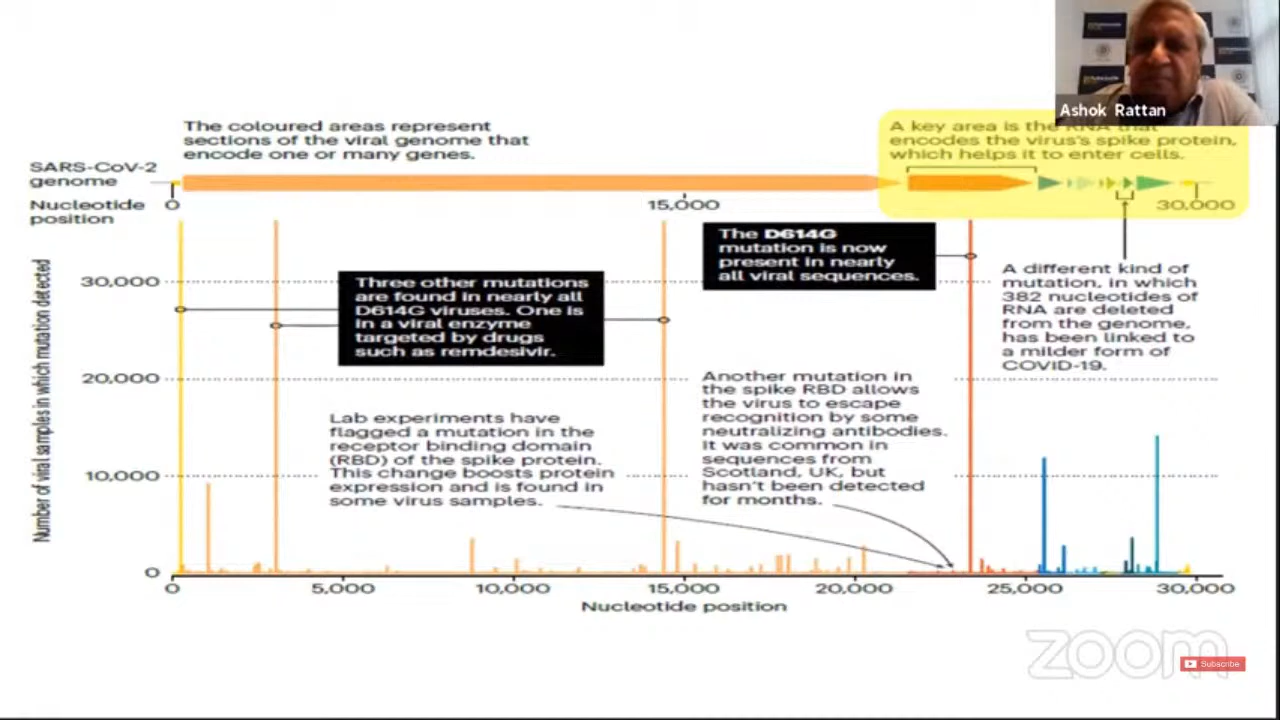 Ashok Rattan
The coloured areas represent
sections of the viral genome that
encode one or many genes.
A key area is the RNA that
encodes the virus's spike protein,
which helps it to enter cells.
SARS-CoV-2
genome
Nucleotide
position
0
15,000
30,000
Number of viral samples in which mutation detected
30,000
20,000
10,000
0
Three other mutations
are found in nearly all
D614G viruses. One is
in a viral enzyme
targeted by drugs
such as remdesivir.
The D614G
mutation is now
present in nearly
all viral sequences.
A different kind of
mutation, in which
382 nucleotides of
RNA are deleted
from the genome,
has been linked to
a milder form of
COVID-19.
Lab experiments have
flagged a mutation in the
receptor binding domain
(RBD) of the spike protein.
This change boosts protein
expression and is found in
some virus samples.
Another mutation in
the spike RBD allows
the virus to escape
recognition by some
neutralizing antibodies.
It was common in
sequences from
Scotland, UK, but
hasn't been detected
for months.
0
5,000
10,000
15,000
20,000
25,000
30,000
Nucleotide position
zoom
Subscribe